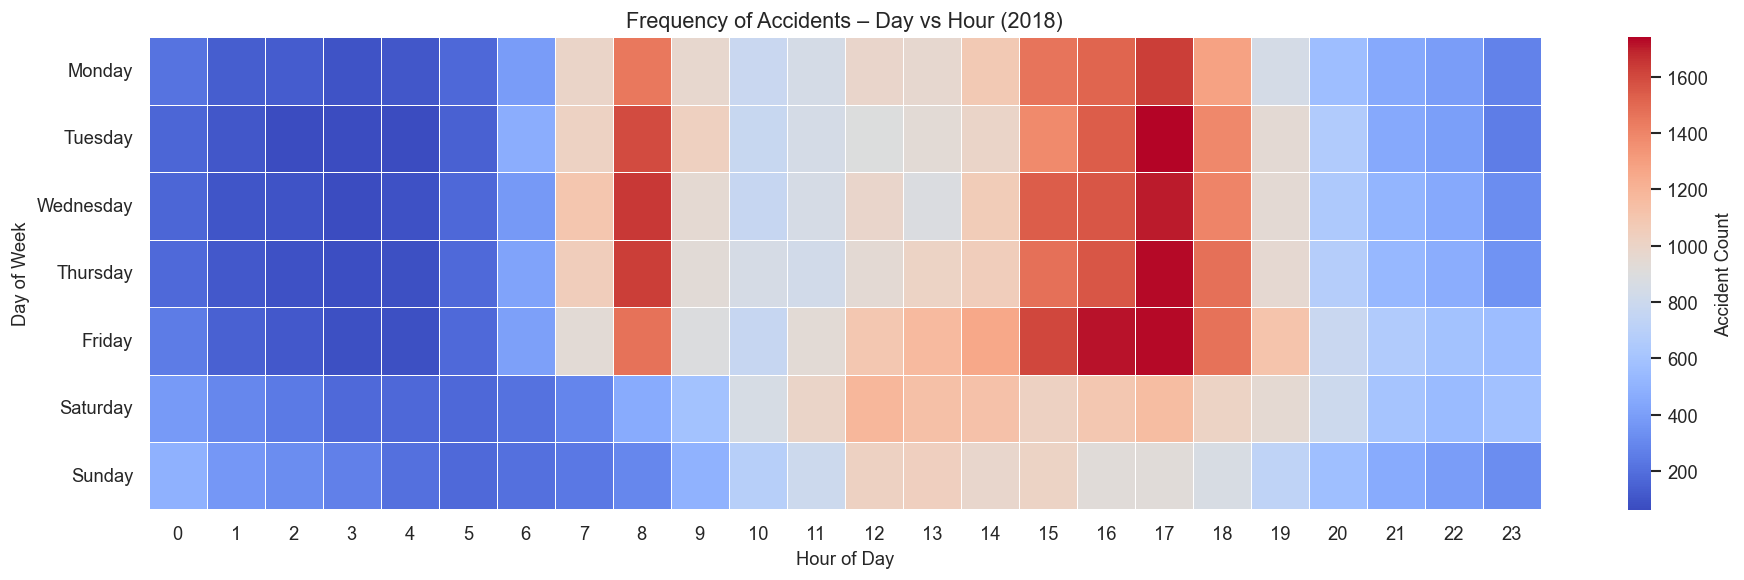 Frequency of Accidents – Day vs Hour (2018)
Day of Week
Monday
Tuesday
Wednesday
Thursday
Friday
Saturday
Sunday
0 1 2 3 4 5 6 7 8 9 10 11 12 13 14 15 16 17 18 19 20 21 22 23
Hour of Day
1600
1400
1200
1000
800
600
400
200
Accident Count